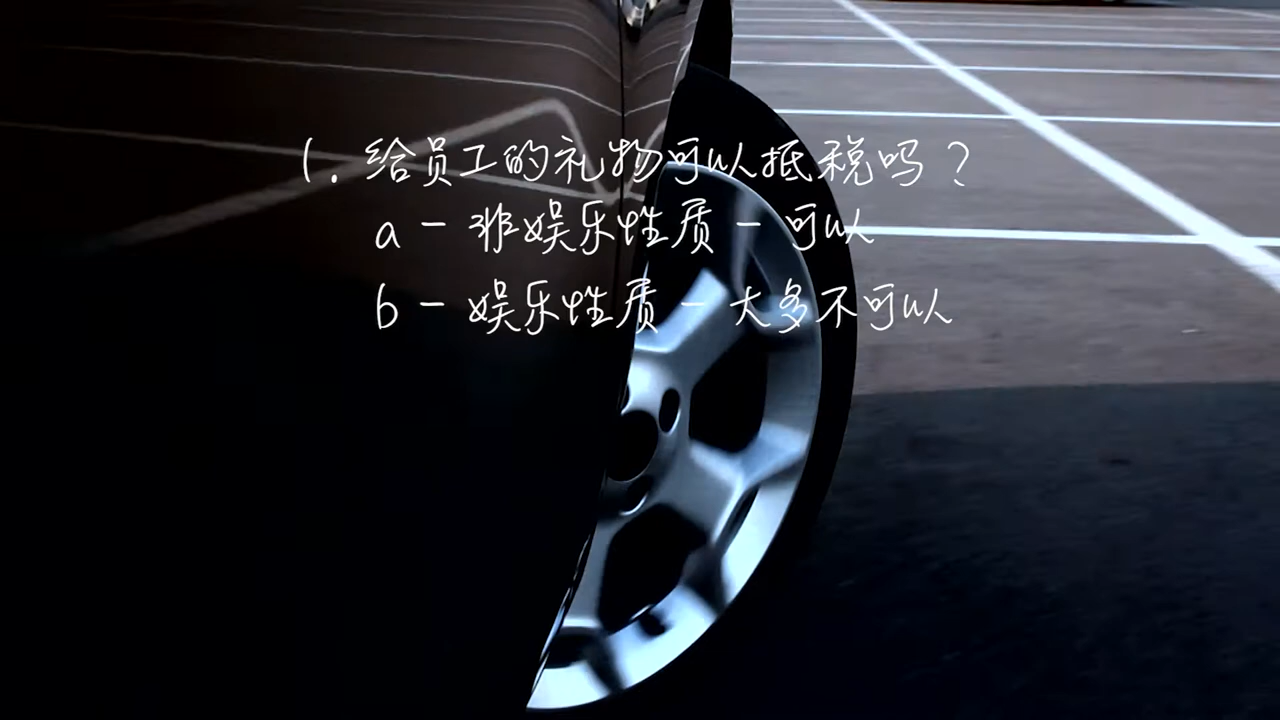 1. 给员工的礼物可以抵税吗？
a - 非娱乐性质 - 可以
b - 娱乐性质 - 大多不可以